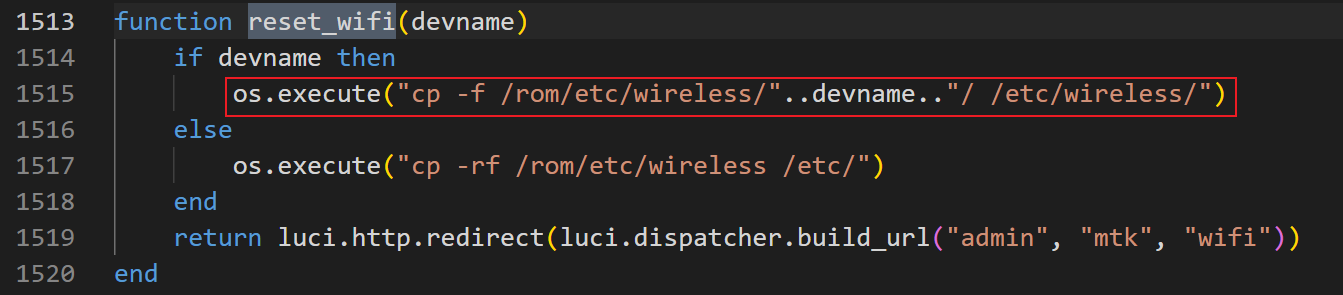 1513 function reset_wifi(devname)
1514     if devname then
1515         os.execute("cp -f /rom/etc/wireless/"..devname.."/ /etc/wireless/")
1516     else
1517         os.execute("cp -rf /rom/etc/wireless /etc/")
1518     end
1519     return luci.http.redirect(luci.dispatcher.build_url("admin", "mtk", "wifi"))
1520 end